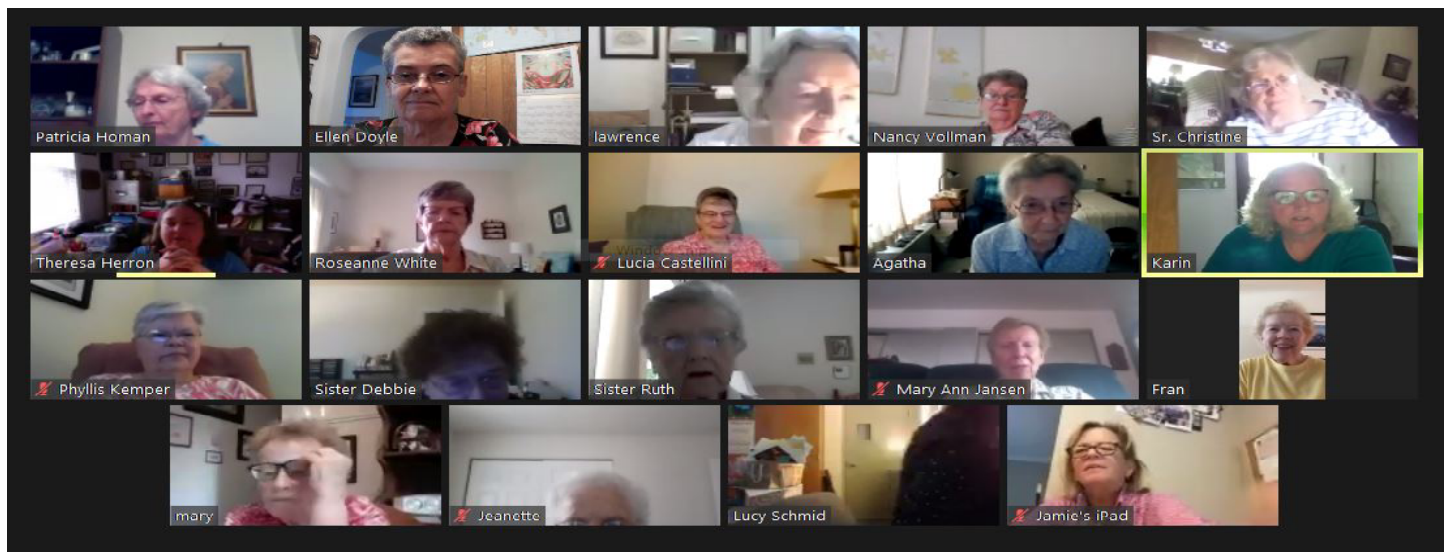 Patricia Homan
Ellen Doyle
lawrence
Nancy Vollman
Sr. Christine
Theresa Herron
Roseanne White
Lucia Castellini
Agatha
Karin
Phyllis Kemper
Sister Debbie
Sister Ruth
Mary Ann Jansen
Fran
mary
Jeanette
Lucy Schmid
Jamie's iPad